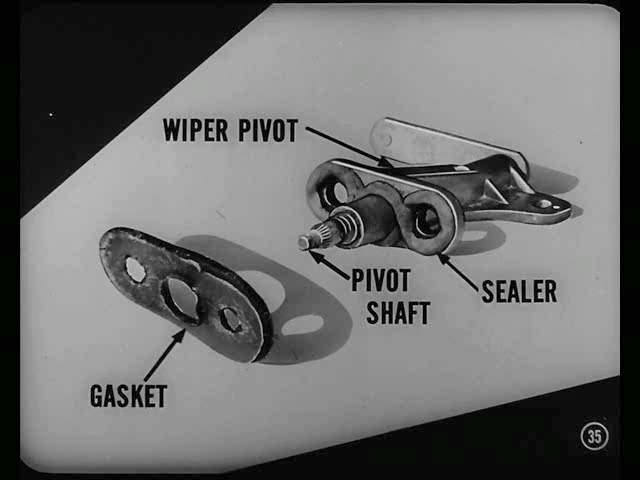 WIPER PIVOT
PIVOT
SHAFT
SEALER
GASKET
35